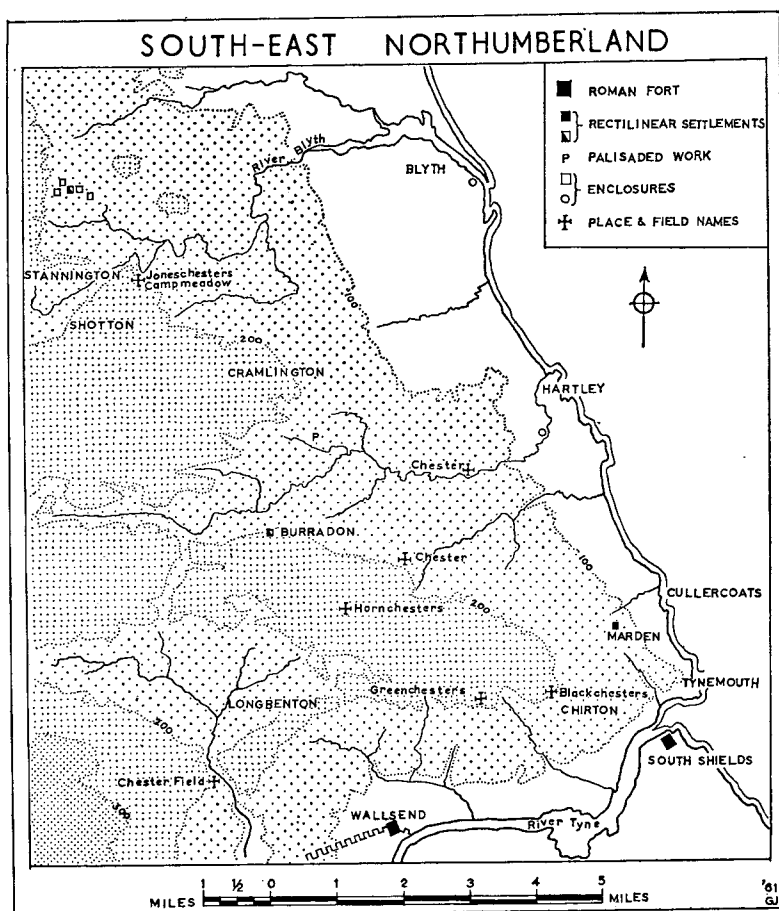 SOUTH-EAST NORTHUMBERLAND
ROMAN FORT
RECTILINEAR SETTLEMENTS
P PALISADED WORK
ENCLOSURES
PLACE & FIELD NAMES
River Blyth
BLYTH
STANNINGTON
Joneschesters
Campmeadow
100
SHOTTON
200
CRAMLINGTON
HARTLEY
P
Chester
BURRADON
Chester
100
CULLERCOATS
Hornchesters
200
MARDEN
TYNEMOUTH
Greenchesters
Blackchesters
LONGBENTON
CHIRTON
200
SOUTH SHIELDS
Chester Field
300
WALLSEND
River Tyne
MILES 1 ½ 0 1 2 3 4 5 MILES
'61
GJ